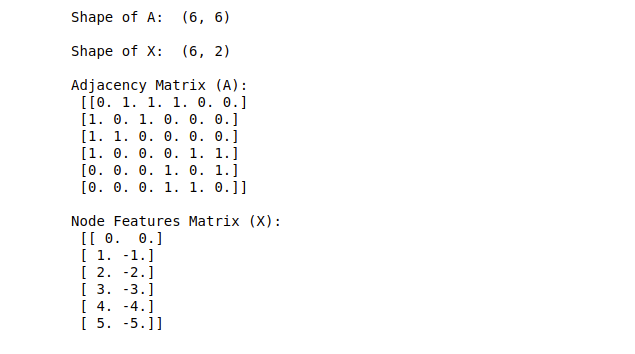 Shape of A:  (6, 6)
Shape of X:  (6, 2)
Adjacency Matrix (A):
[[0. 1. 1. 1. 0. 0.]
[1. 0. 1. 0. 0. 0.]
[1. 1. 0. 0. 0. 0.]
[1. 0. 0. 0. 1. 1.]
[0. 0. 0. 1. 0. 1.]
[0. 0. 0. 1. 1. 0.]]
Node Features Matrix (X):
[[ 0.  0.]
[ 1. -1.]
[ 2. -2.]
[ 3. -3.]
[ 4. -4.]
[ 5. -5.]]